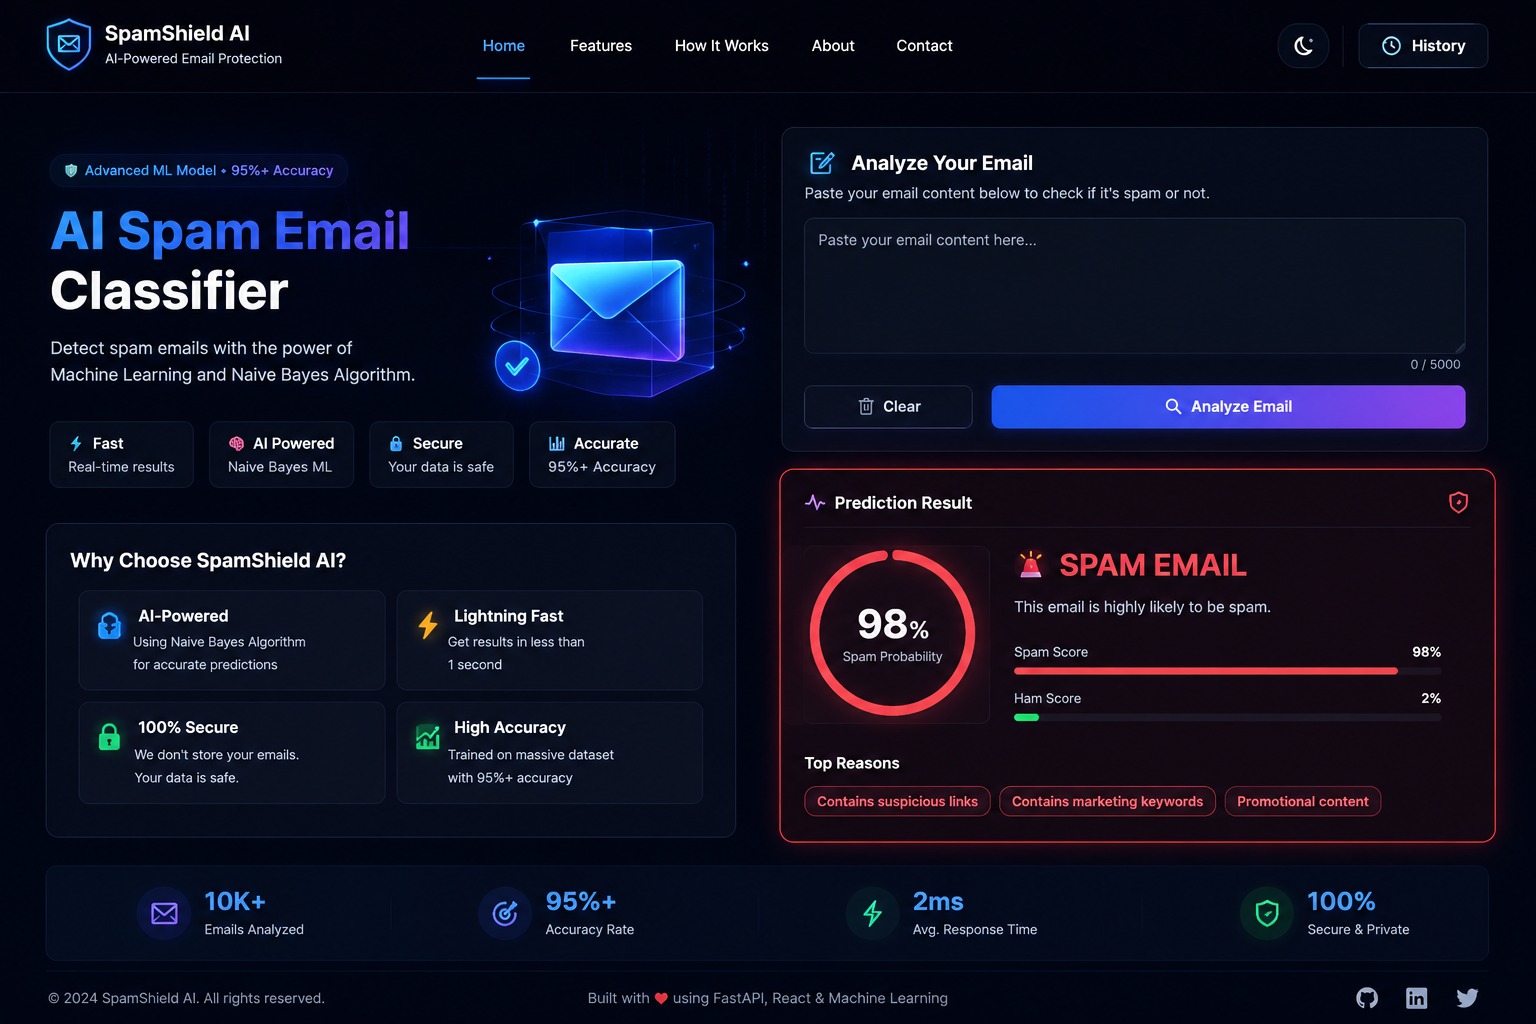 SpamShield AI
AI-Powered Email Protection
Home
Features
How It Works
About
Contact
History
Advanced ML Model • 95%+ Accuracy
AI Spam Email
Classifier
Detect spam emails with the power of
Machine Learning and Naive Bayes Algorithm.
Fast
Real-time results
AI Powered
Naive Bayes ML
Secure
Your data is safe
Accurate
95%+ Accuracy
Why Choose SpamShield AI?
AI-Powered
Using Naive Bayes Algorithm
for accurate predictions
Lightning Fast
Get results in less than
1 second
100% Secure
We don't store your emails.
Your data is safe.
High Accuracy
Trained on massive dataset
with 95%+ accuracy
Analyze Your Email
Paste your email content below to check if it's spam or not.
Paste your email content here...
0 / 5000
Clear
Analyze Email
Prediction Result
98%
Spam Probability
SPAM EMAIL
This email is highly likely to be spam.
Spam Score 98%
Ham Score 2%
Top Reasons
Contains suspicious links
Contains marketing keywords
Promotional content
10K+
Emails Analyzed
95%+
Accuracy Rate
2ms
Avg. Response Time
100%
Secure & Private
© 2024 SpamShield AI. All rights reserved.
Built with ❤ using FastAPI, React & Machine Learning
in